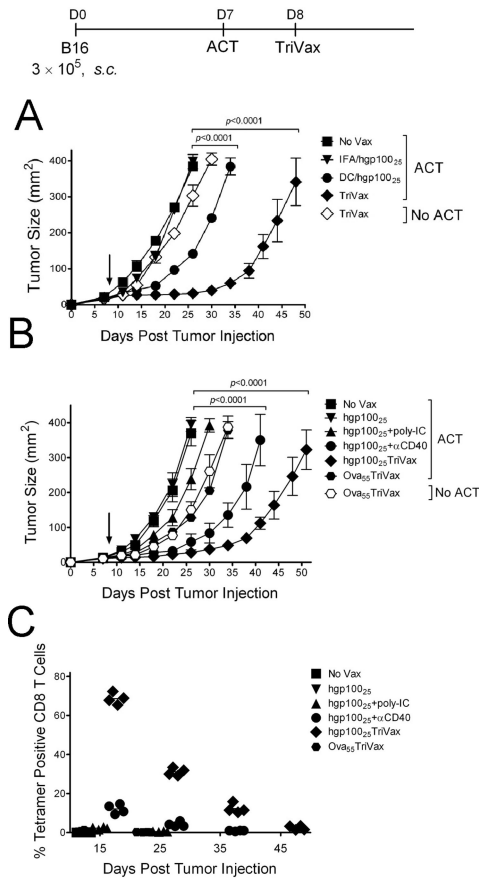 D0 D7 D8
B16 ACT TriVax
3 × 10⁵, s.c.
A
p<0.0001
p<0.0001
No Vax
IFA/hgp100₂₅
DC/hgp100₂₅
TriVax
ACT
TriVax
No ACT
Tumor Size (mm²)
400
300
200
100
0
0 5 10 15 20 25 30 35 40 45 50
Days Post Tumor Injection
B
p<0.0001
p<0.0001
No Vax
hgp100₂₅
hgp100₂₅+poly-IC
hgp100₂₅+αCD40
hgp100₂₅TriVax
Ova₅₅TriVax
ACT
Ova₅₅TriVax
No ACT
Tumor Size (mm²)
400
300
200
100
0
0 5 10 15 20 25 30 35 40 45 50
Days Post Tumor Injection
C
% Tetramer Positive CD8 T Cells
80
60
40
20
0
15 25 35 45
Days Post Tumor Injection
No Vax
hgp100₂₅
hgp100₂₅+poly-IC
hgp100₂₅+αCD40
hgp100₂₅TriVax
Ova₅₅TriVax